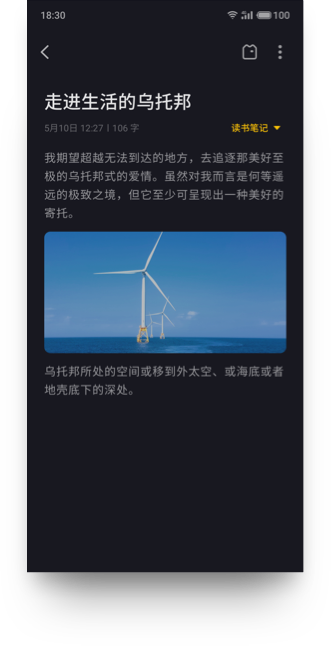 18:30
100
走进生活的乌托邦
5月10日 12:27 | 106 字
读书笔记
我期望超越无法到达的地方，去追逐那美好至
极的乌托邦式的爱情。虽然对我而言是何等遥
远的极致之境，但它至少可呈现出一种美好的
寄托。
乌托邦所处的空间或移到外太空、或海底或者
地壳底下的深处。